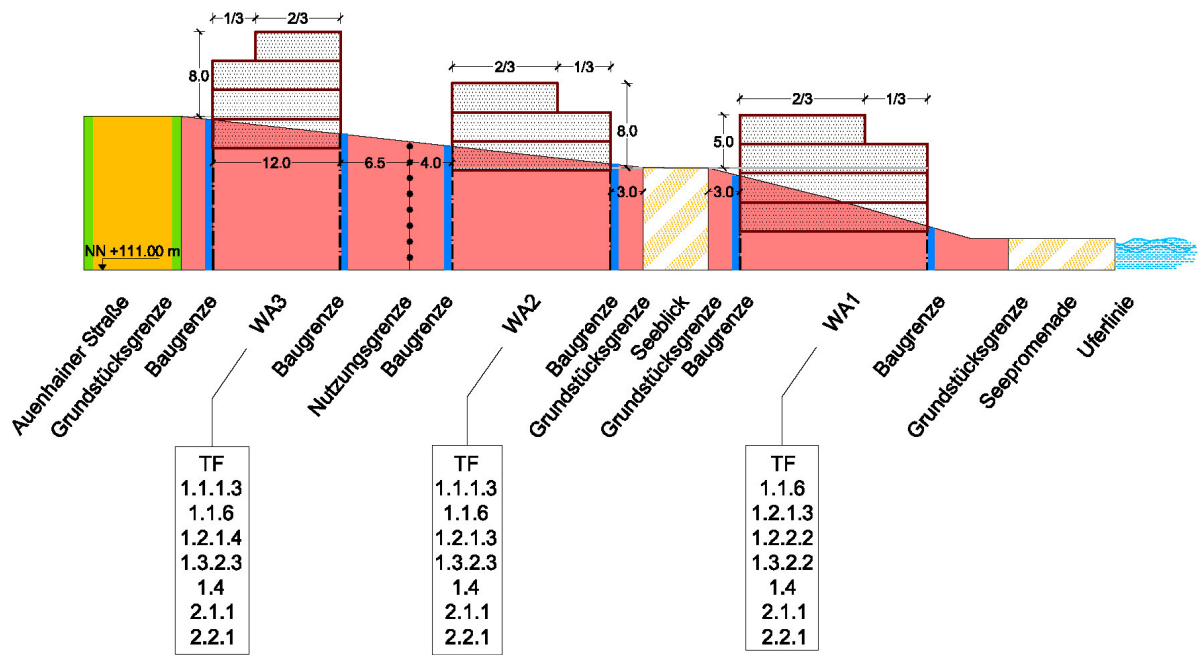 1/3
2/3
8.0
2/3
1/3
8.0
2/3
1/3
5.0
12.0
6.5
4.0
3.0
3.0
NN +111.00 m
Auenhainer Straße
Grundstücksgrenze
Baugrenze
WA3
Baugrenze
Nutzungsgrenze
Baugrenze
WA2
Baugrenze
Grundstücksgrenze
Seeblick
Grundstücksgrenze
Baugrenze
WA1
Baugrenze
Grundstücksgrenze
Seepromenade
Uferlinie
TF
1.1.1.3
1.1.6
1.2.1.4
1.3.2.3
1.4
2.1.1
2.2.1
TF
1.1.1.3
1.1.6
1.2.1.3
1.3.2.3
1.4
2.1.1
2.2.1
TF
1.1.6
1.2.1.3
1.2.2.2
1.3.2.2
1.4
2.1.1
2.2.1